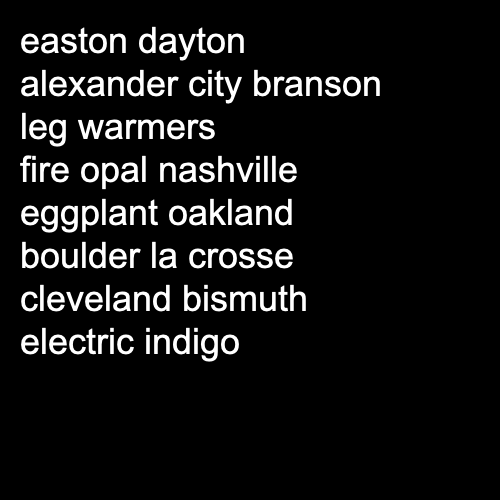 easton dayton
alexander city branson
leg warmers
fire opal nashville
eggplant oakland
boulder la crosse
cleveland bismuth
electric indigo